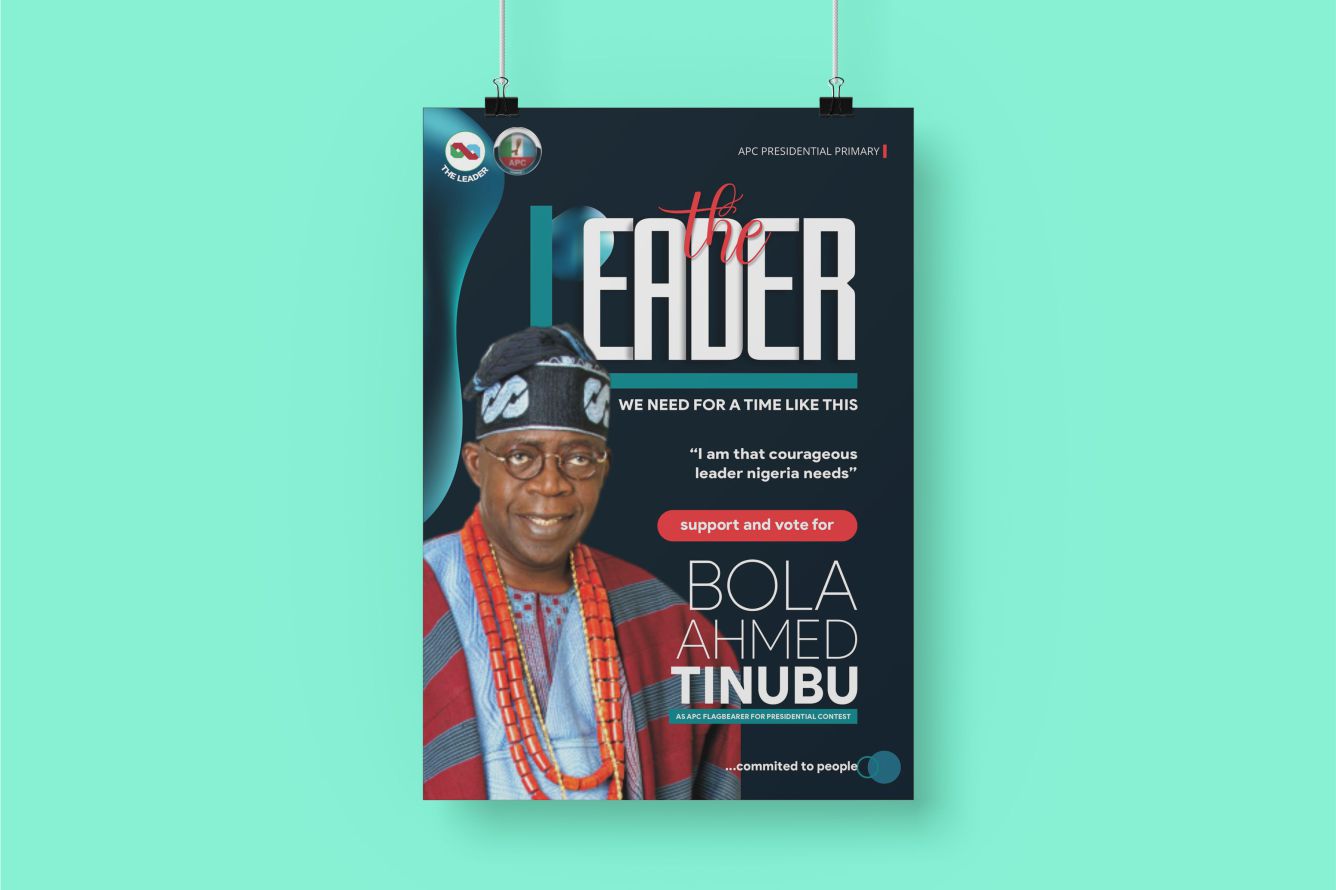 THE LEADER
APC
APC PRESIDENTIAL PRIMARY
the
LEADER
WE NEED FOR A TIME LIKE THIS
“I am that courageous
leader nigeria needs”
support and vote for
BOLA
AHMED
TINUBU
AS APC FLAGBEARER FOR PRESIDENTIAL CONTEST
...commited to people